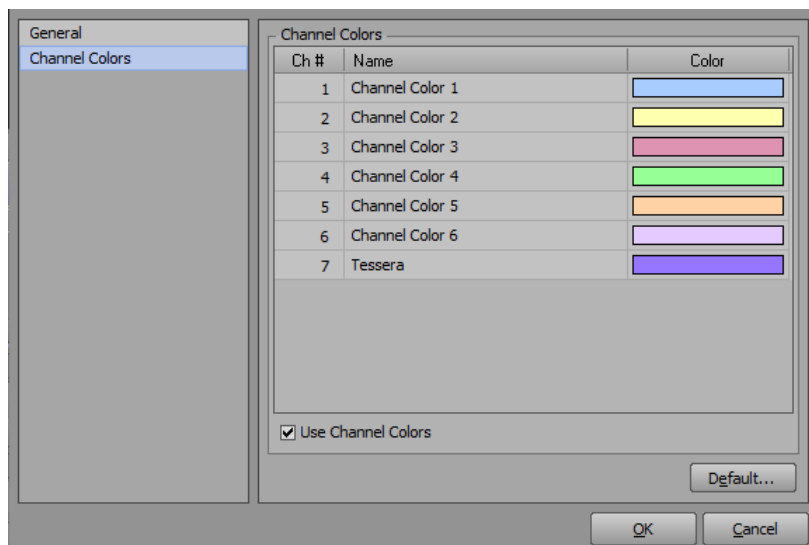 General
Channel Colors
Channel Colors
Ch # Name Color
1 Channel Color 1
2 Channel Color 2
3 Channel Color 3
4 Channel Color 4
5 Channel Color 5
6 Channel Color 6
7 Tessera
Use Channel Colors
Default...
OK Cancel